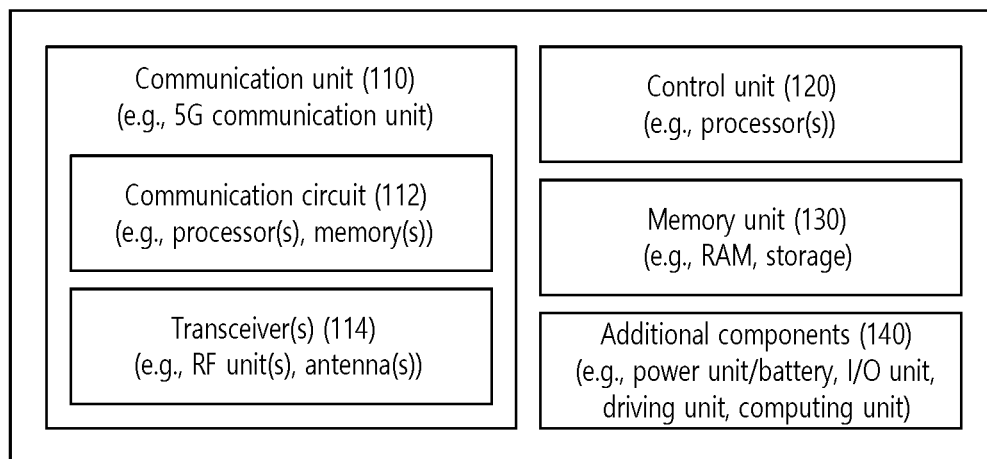 Communication unit (110)
(e.g., 5G communication unit)
Communication circuit (112)
(e.g., processor(s), memory(s))
Transceiver(s) (114)
(e.g., RF unit(s), antenna(s))
Control unit (120)
(e.g., processor(s))
Memory unit (130)
(e.g., RAM, storage)
Additional components (140)
(e.g., power unit/battery, I/O unit,
driving unit, computing unit)